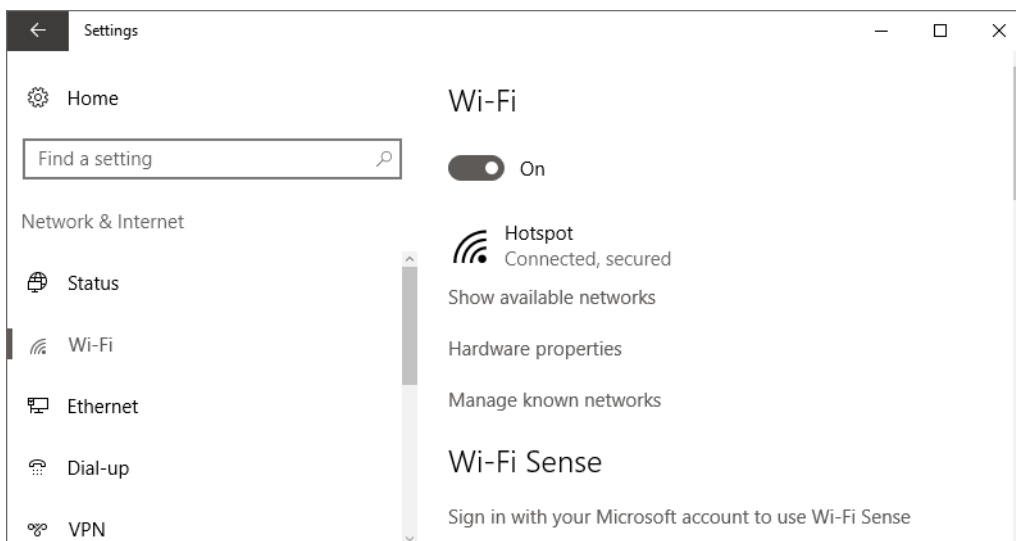 Settings
Home
Find a setting
Network & Internet
Status
Wi-Fi
Ethernet
Dial-up
VPN
Wi-Fi
On
Hotspot
Connected, secured
Show available networks
Hardware properties
Manage known networks
Wi-Fi Sense
Sign in with your Microsoft account to use Wi-Fi Sense